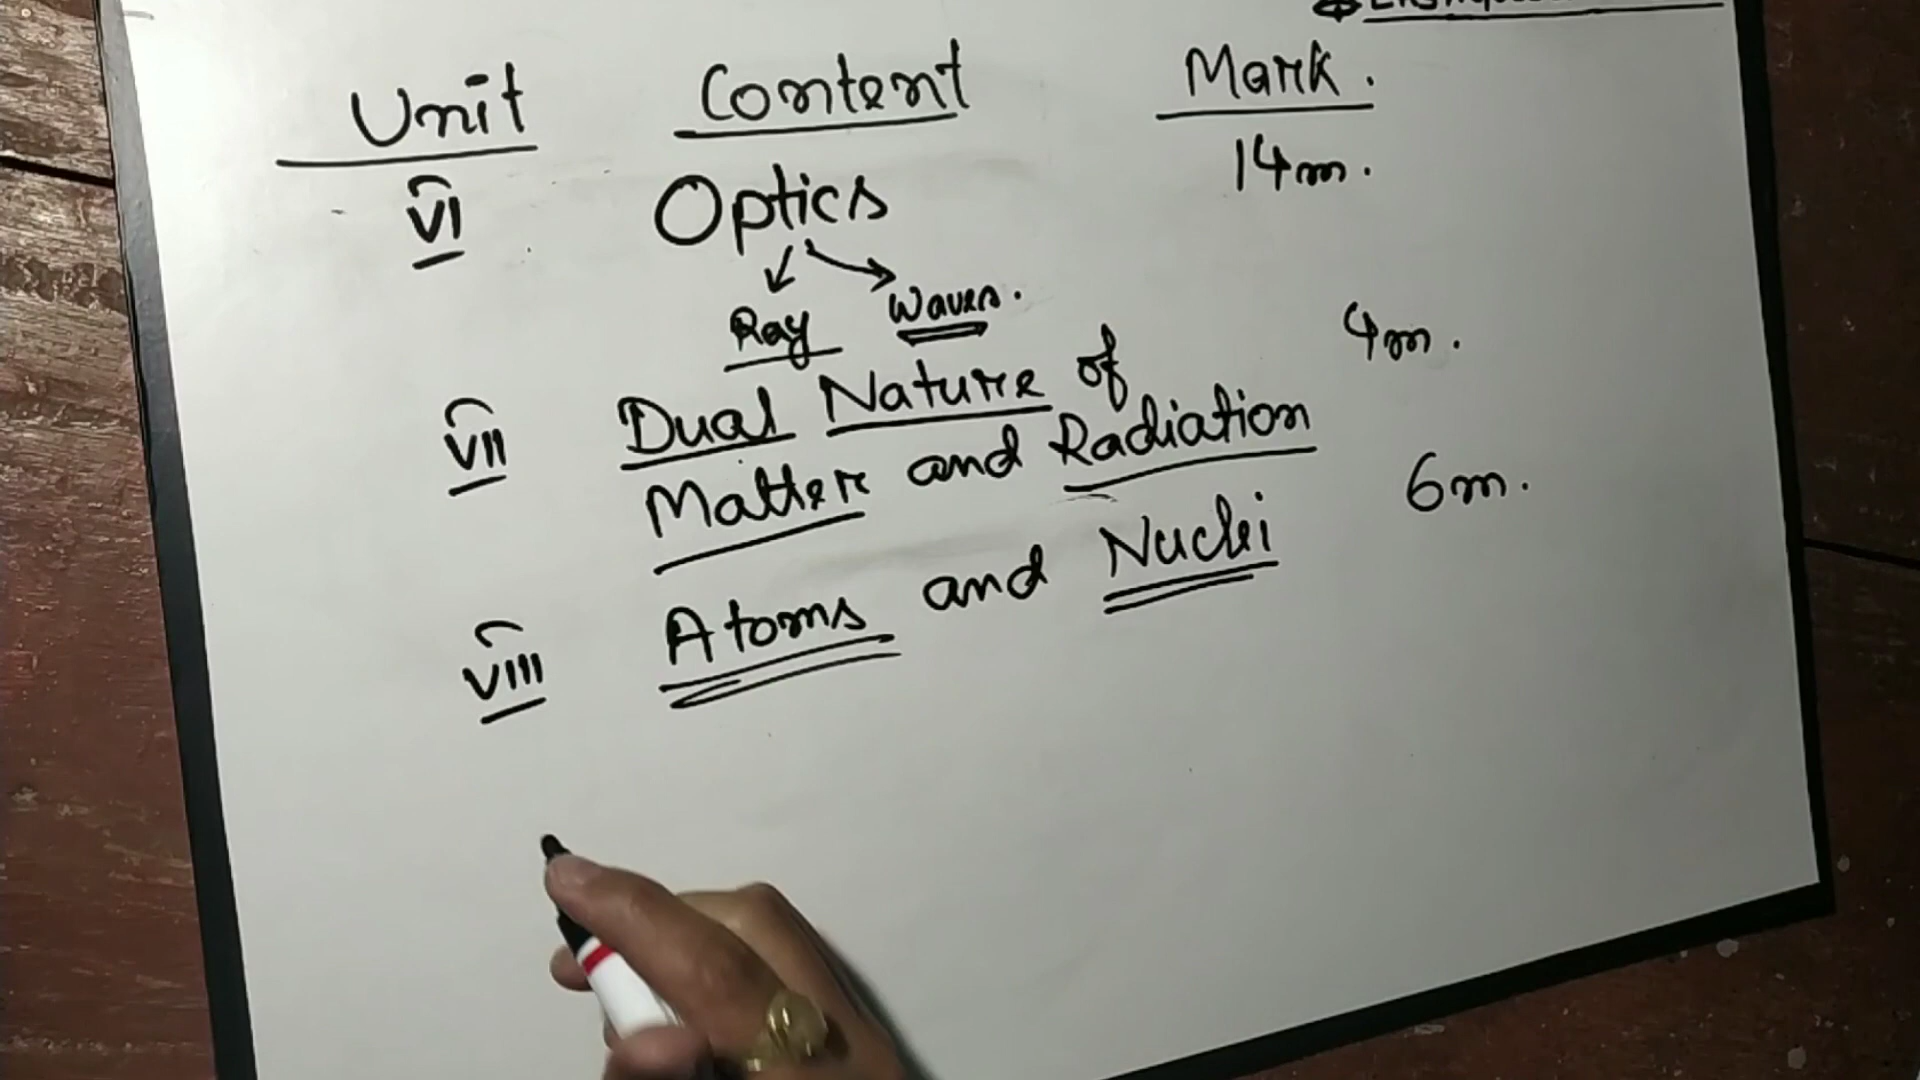 Unit Content Mark.
VI Optics 14m.
Ray Waves.
VII Dual Nature of 4m.
Matter and Radiation
VIII Atoms and Nuclei 6m.